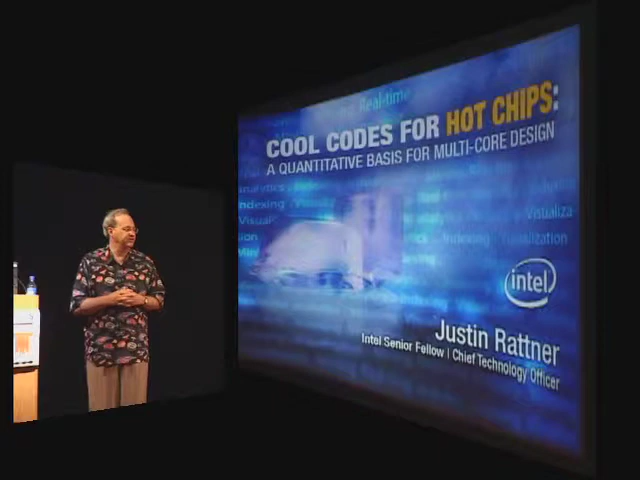 Real-time
COOL CODES FOR HOT CHIPS:
A QUANTITATIVE BASIS FOR MULTI-CORE DESIGN
Indexing
Visualiza
Indexing Visualization
intel
Justin Rattner
Intel Senior Fellow | Chief Technology Officer